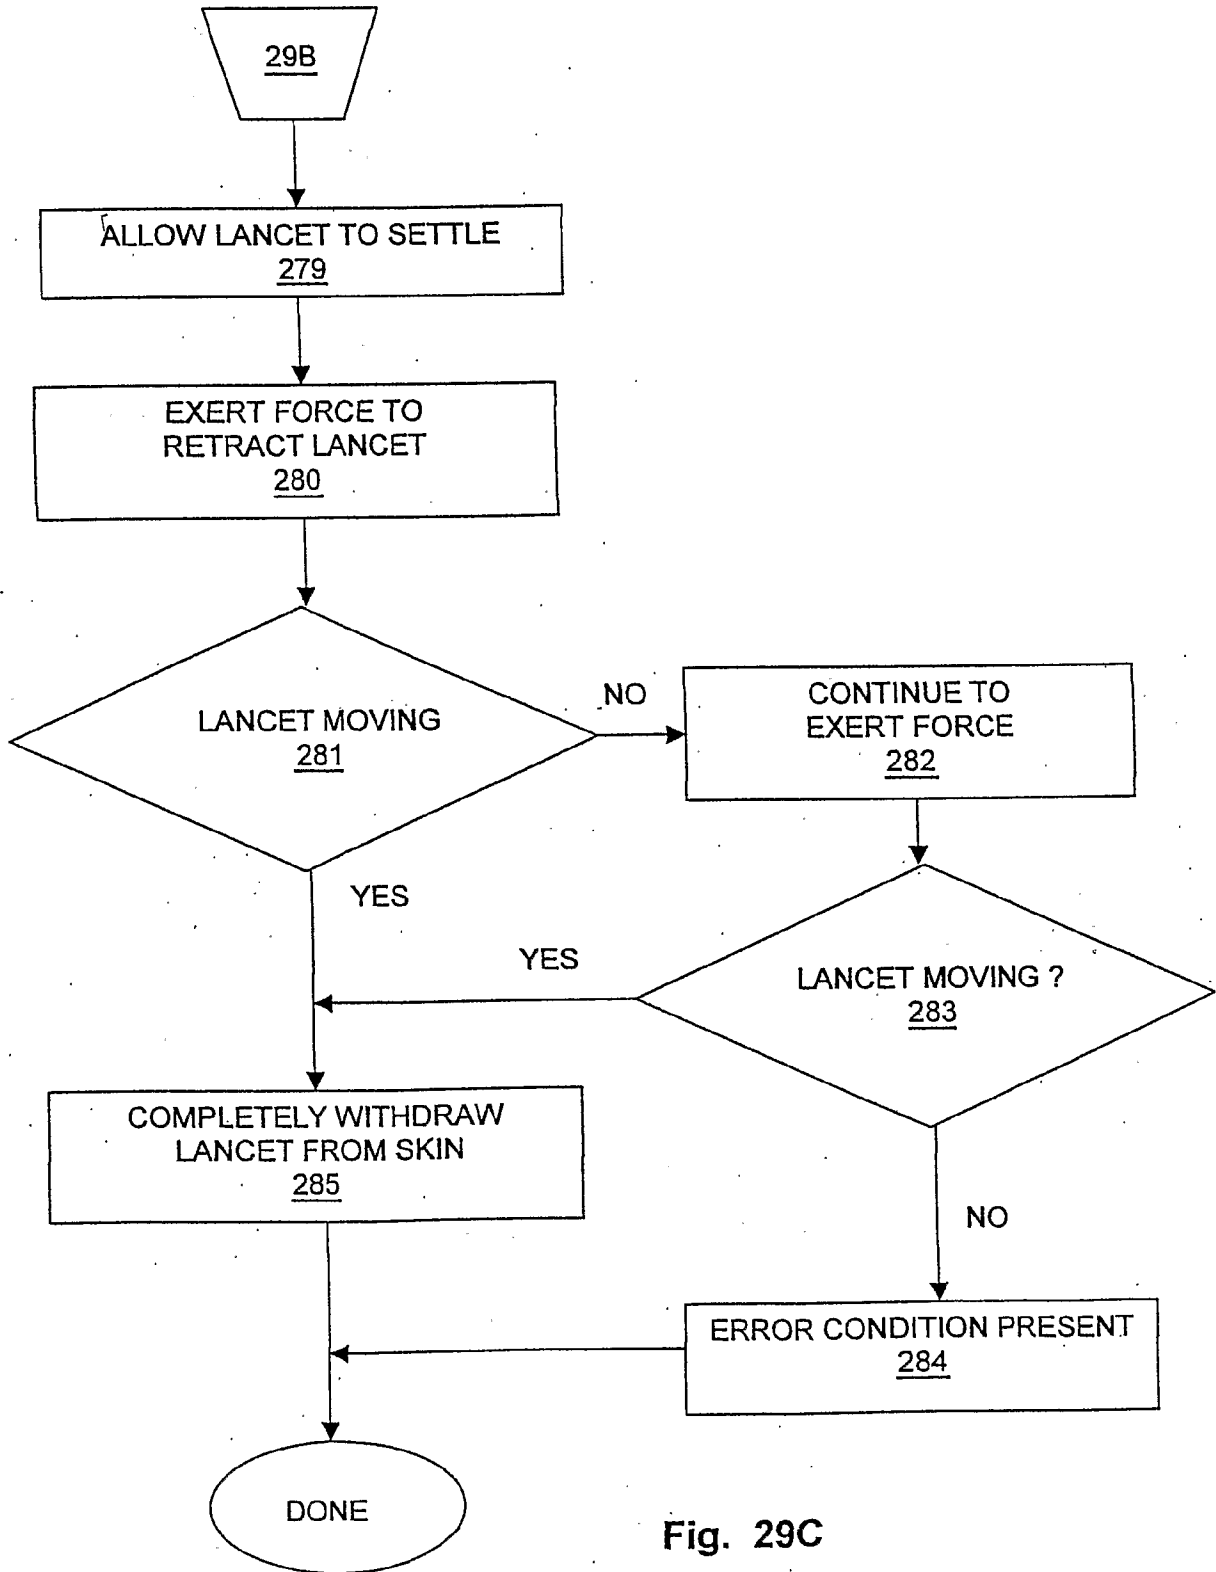 29B
ALLOW LANCET TO SETTLE
279
EXERT FORCE TO
RETRACT LANCET
280
LANCET MOVING
281
NO
CONTINUE TO
EXERT FORCE
282
YES
YES
LANCET MOVING ?
283
COMPLETELY WITHDRAW
LANCET FROM SKIN
285
NO
ERROR CONDITION PRESENT
284
DONE
Fig. 29C